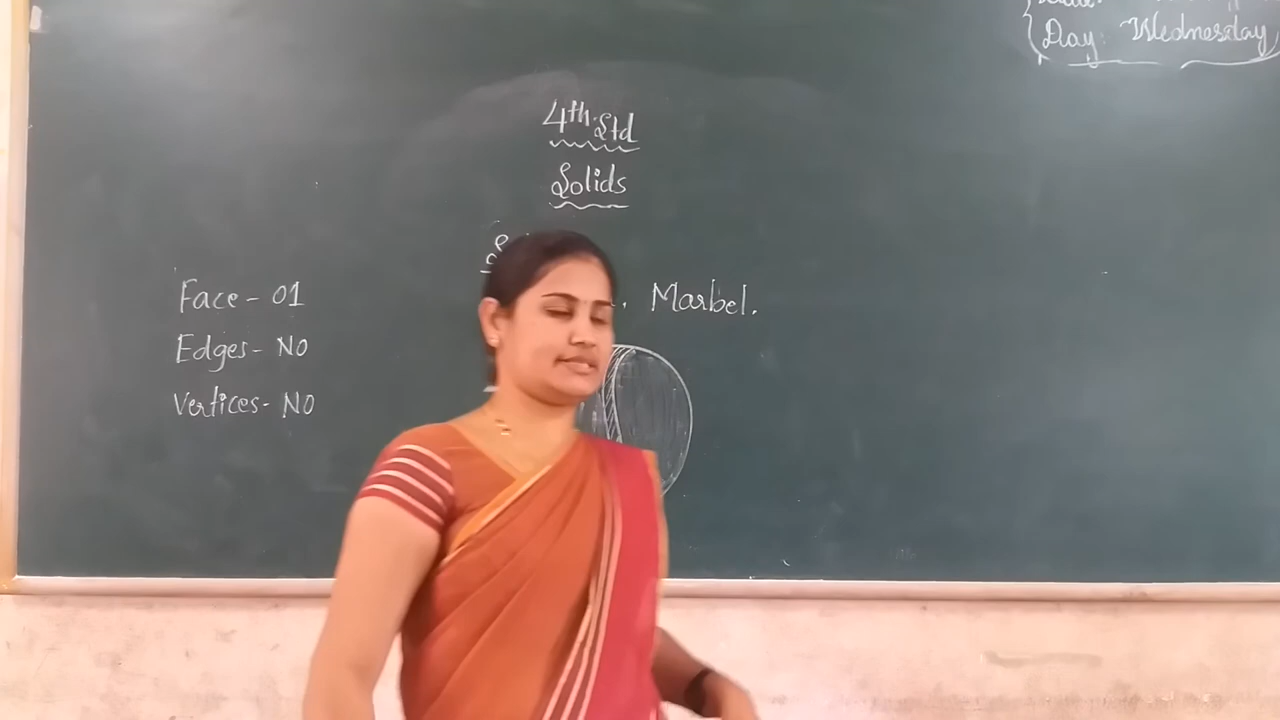 Day: Wednesday
4th Std
Solids
Marbel.
Face - 01
Edges - NO
Vertices - NO